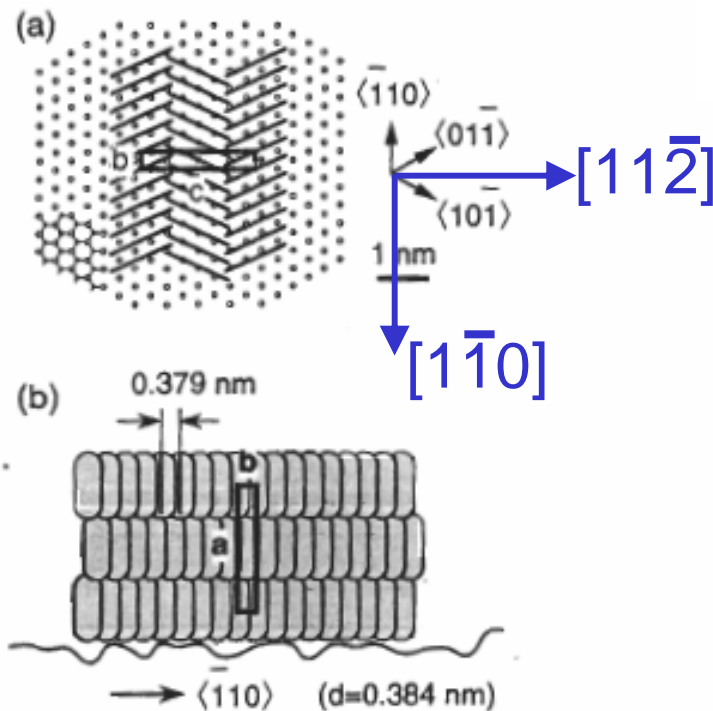 (a)
⟨1̄10⟩
⟨011̄⟩
[112̄]
b
c
⟨101̄⟩
1 nm
[11̄0]
(b)
0.379 nm
b
a
⟨1̄10⟩ (d=0.384 nm)